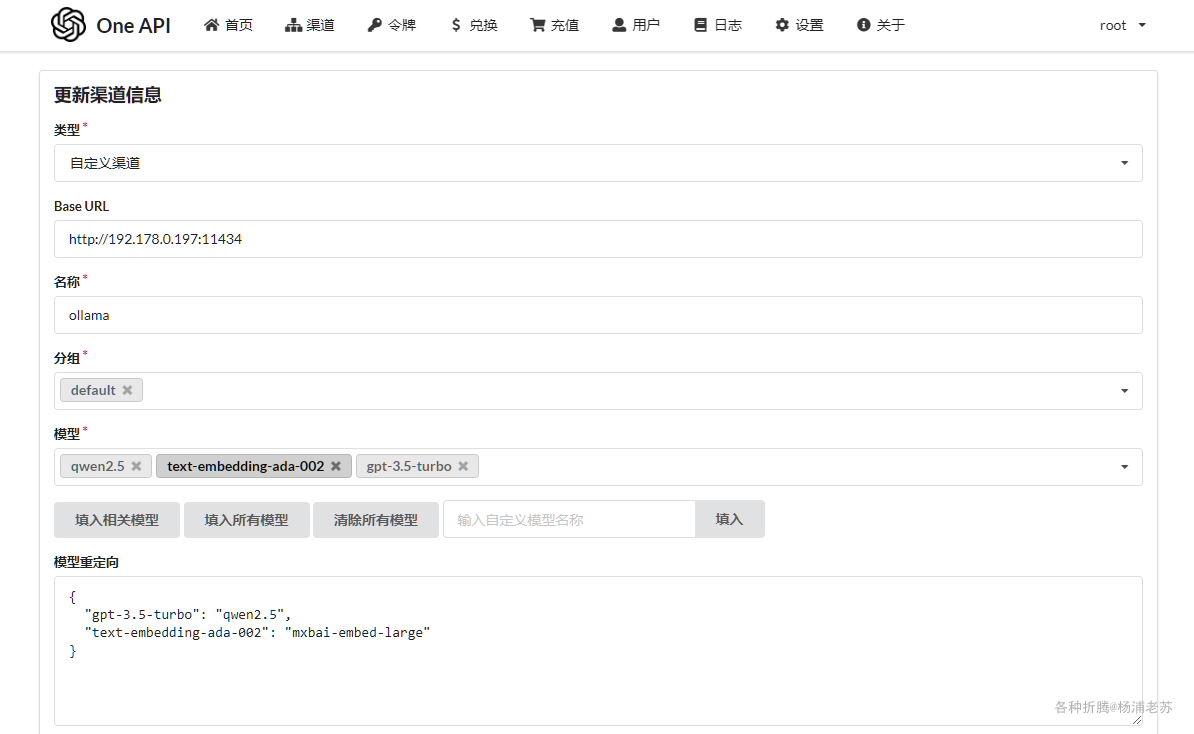 One API 首页 渠道 令牌 兑换 充值 用户 日志 设置 关于 root
更新渠道信息
类型*
自定义渠道
Base URL
http://192.178.0.197:11434
名称*
ollama
分组*
default
模型*
qwen2.5 text-embedding-ada-002 gpt-3.5-turbo
填入相关模型 填入所有模型 清除所有模型 输入自定义模型名称 填入
模型重定向
{
"gpt-3.5-turbo": "qwen2.5",
"text-embedding-ada-002": "mxbai-embed-large"
}
各种折腾@杨浦老苏